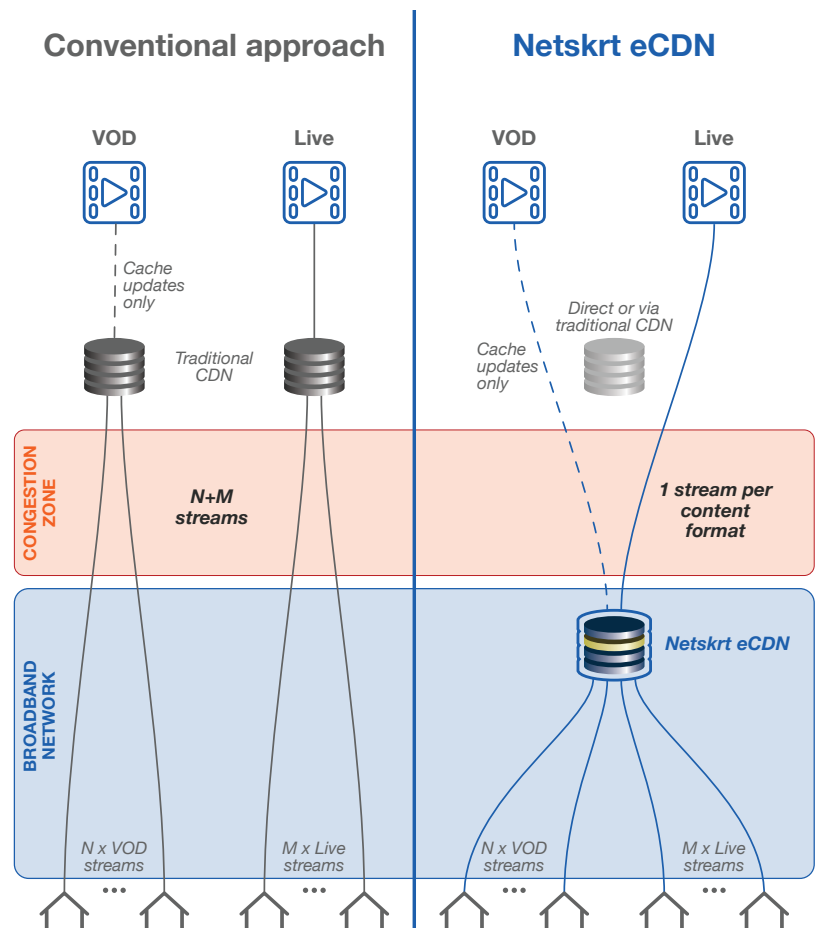 Conventional approach
Netskrt eCDN
VOD
Live
VOD
Live
Cache
updates
only
Traditional
CDN
Direct or via
traditional CDN
Cache
updates
only
CONGESTION
ZONE
N+M
streams
1 stream per
content
format
BROADBAND
NETWORK
Netskrt eCDN
N x VOD
streams
M x Live
streams
N x VOD
streams
M x Live
streams